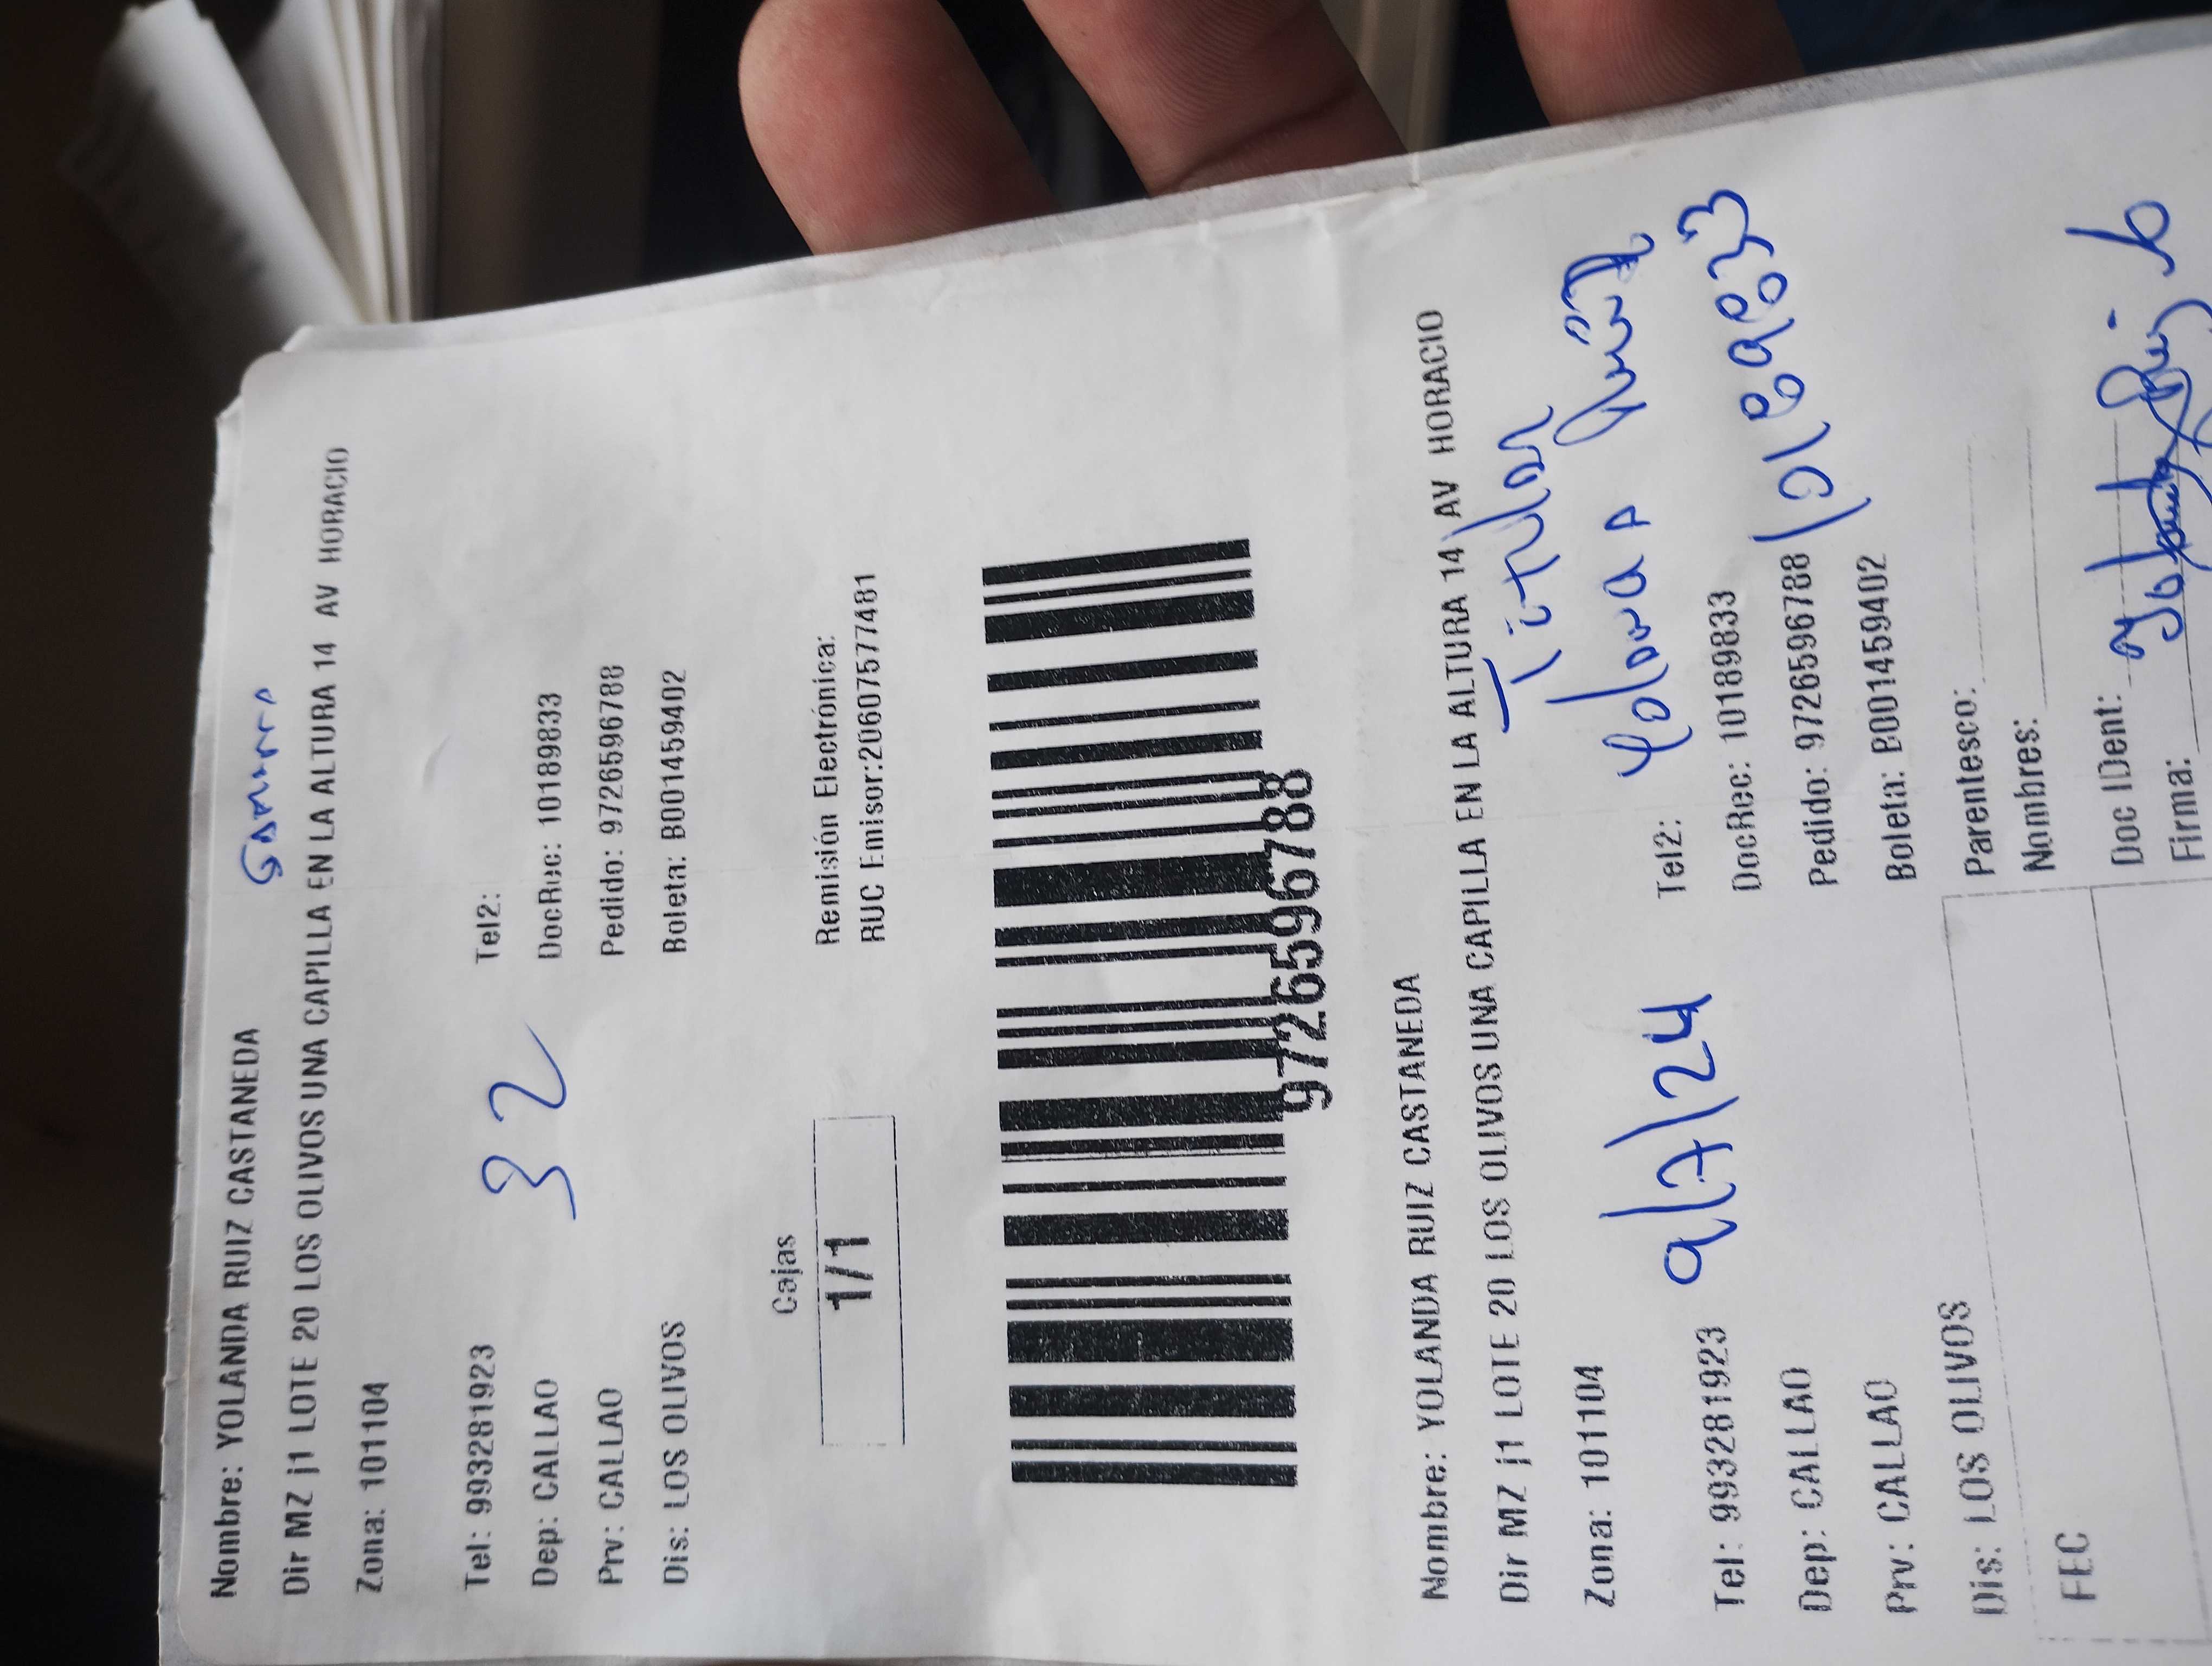 Nombre: YOLANDA RUIZ CASTANEDA
Dir MZ j1 LOTE 20 LOS OLIVOS UNA CAPILLA EN LA ALTURA 14 AV HORACIO
Zona: 101104
Tel: 993281923
Tel2:
32
Dep: CALLAO
DocRec: 10189833
Prv: CALLAO
Pedido: 9726596788
Dis: LOS OLIVOS
Boleta: B001459402
Cajas
1/1
Remisión Electrónica:
RUC Emisor:20607577481
9726596788
Nombre: YOLANDA RUIZ CASTANEDA
Dir MZ j1 LOTE 20 LOS OLIVOS UNA CAPILLA EN LA ALTURA 14 AV HORACIO
Titular
Zona: 101104
Yolanda Ruiz
9/7/24
Tel: 993281923
Tel2:
Dep: CALLAO
DocRec: 10189833
10189833
Prv: CALLAO
Pedido: 9726596788
Dis: LOS OLIVOS
Boleta: B001459402
Parentesco:
Nombres:
FEC
Doc IDent:
Firma: